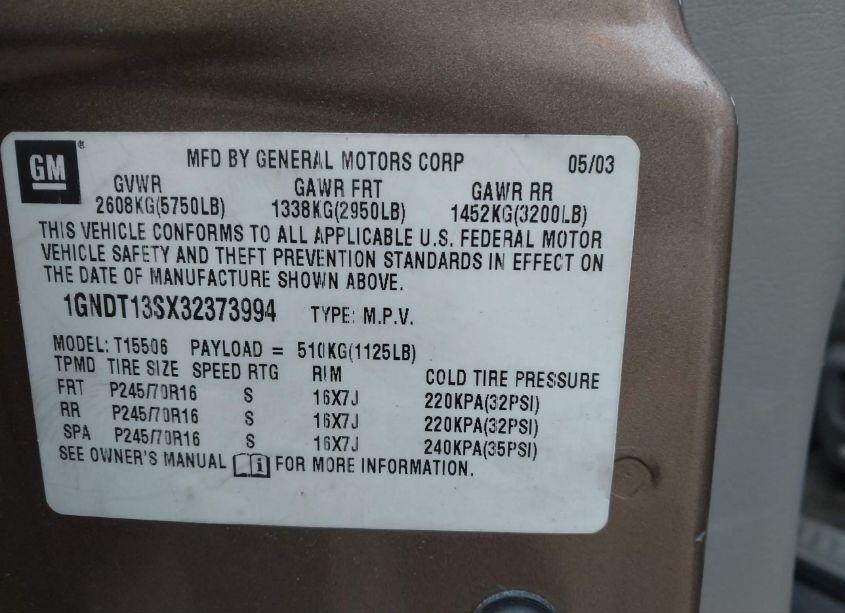 GM ®
MFD BY GENERAL MOTORS CORP 05/03
GVWR GAWR FRT GAWR RR
2608KG(5750LB) 1338KG(2950LB) 1452KG(3200LB)
THIS VEHICLE CONFORMS TO ALL APPLICABLE U.S. FEDERAL MOTOR
VEHICLE SAFETY AND THEFT PREVENTION STANDARDS IN EFFECT ON
THE DATE OF MANUFACTURE SHOWN ABOVE.
1GNDT13SX32373994 TYPE: M.P.V.
MODEL: T15506 PAYLOAD = 510KG(1125LB)
TPMD TIRE SIZE SPEED RTG RIM COLD TIRE PRESSURE
FRT P245/70R16 S 16X7J 220KPA(32PSI)
RR P245/70R16 S 16X7J 220KPA(32PSI)
SPA P245/70R16 S 16X7J 240KPA(35PSI)
SEE OWNER'S MANUAL i FOR MORE INFORMATION.